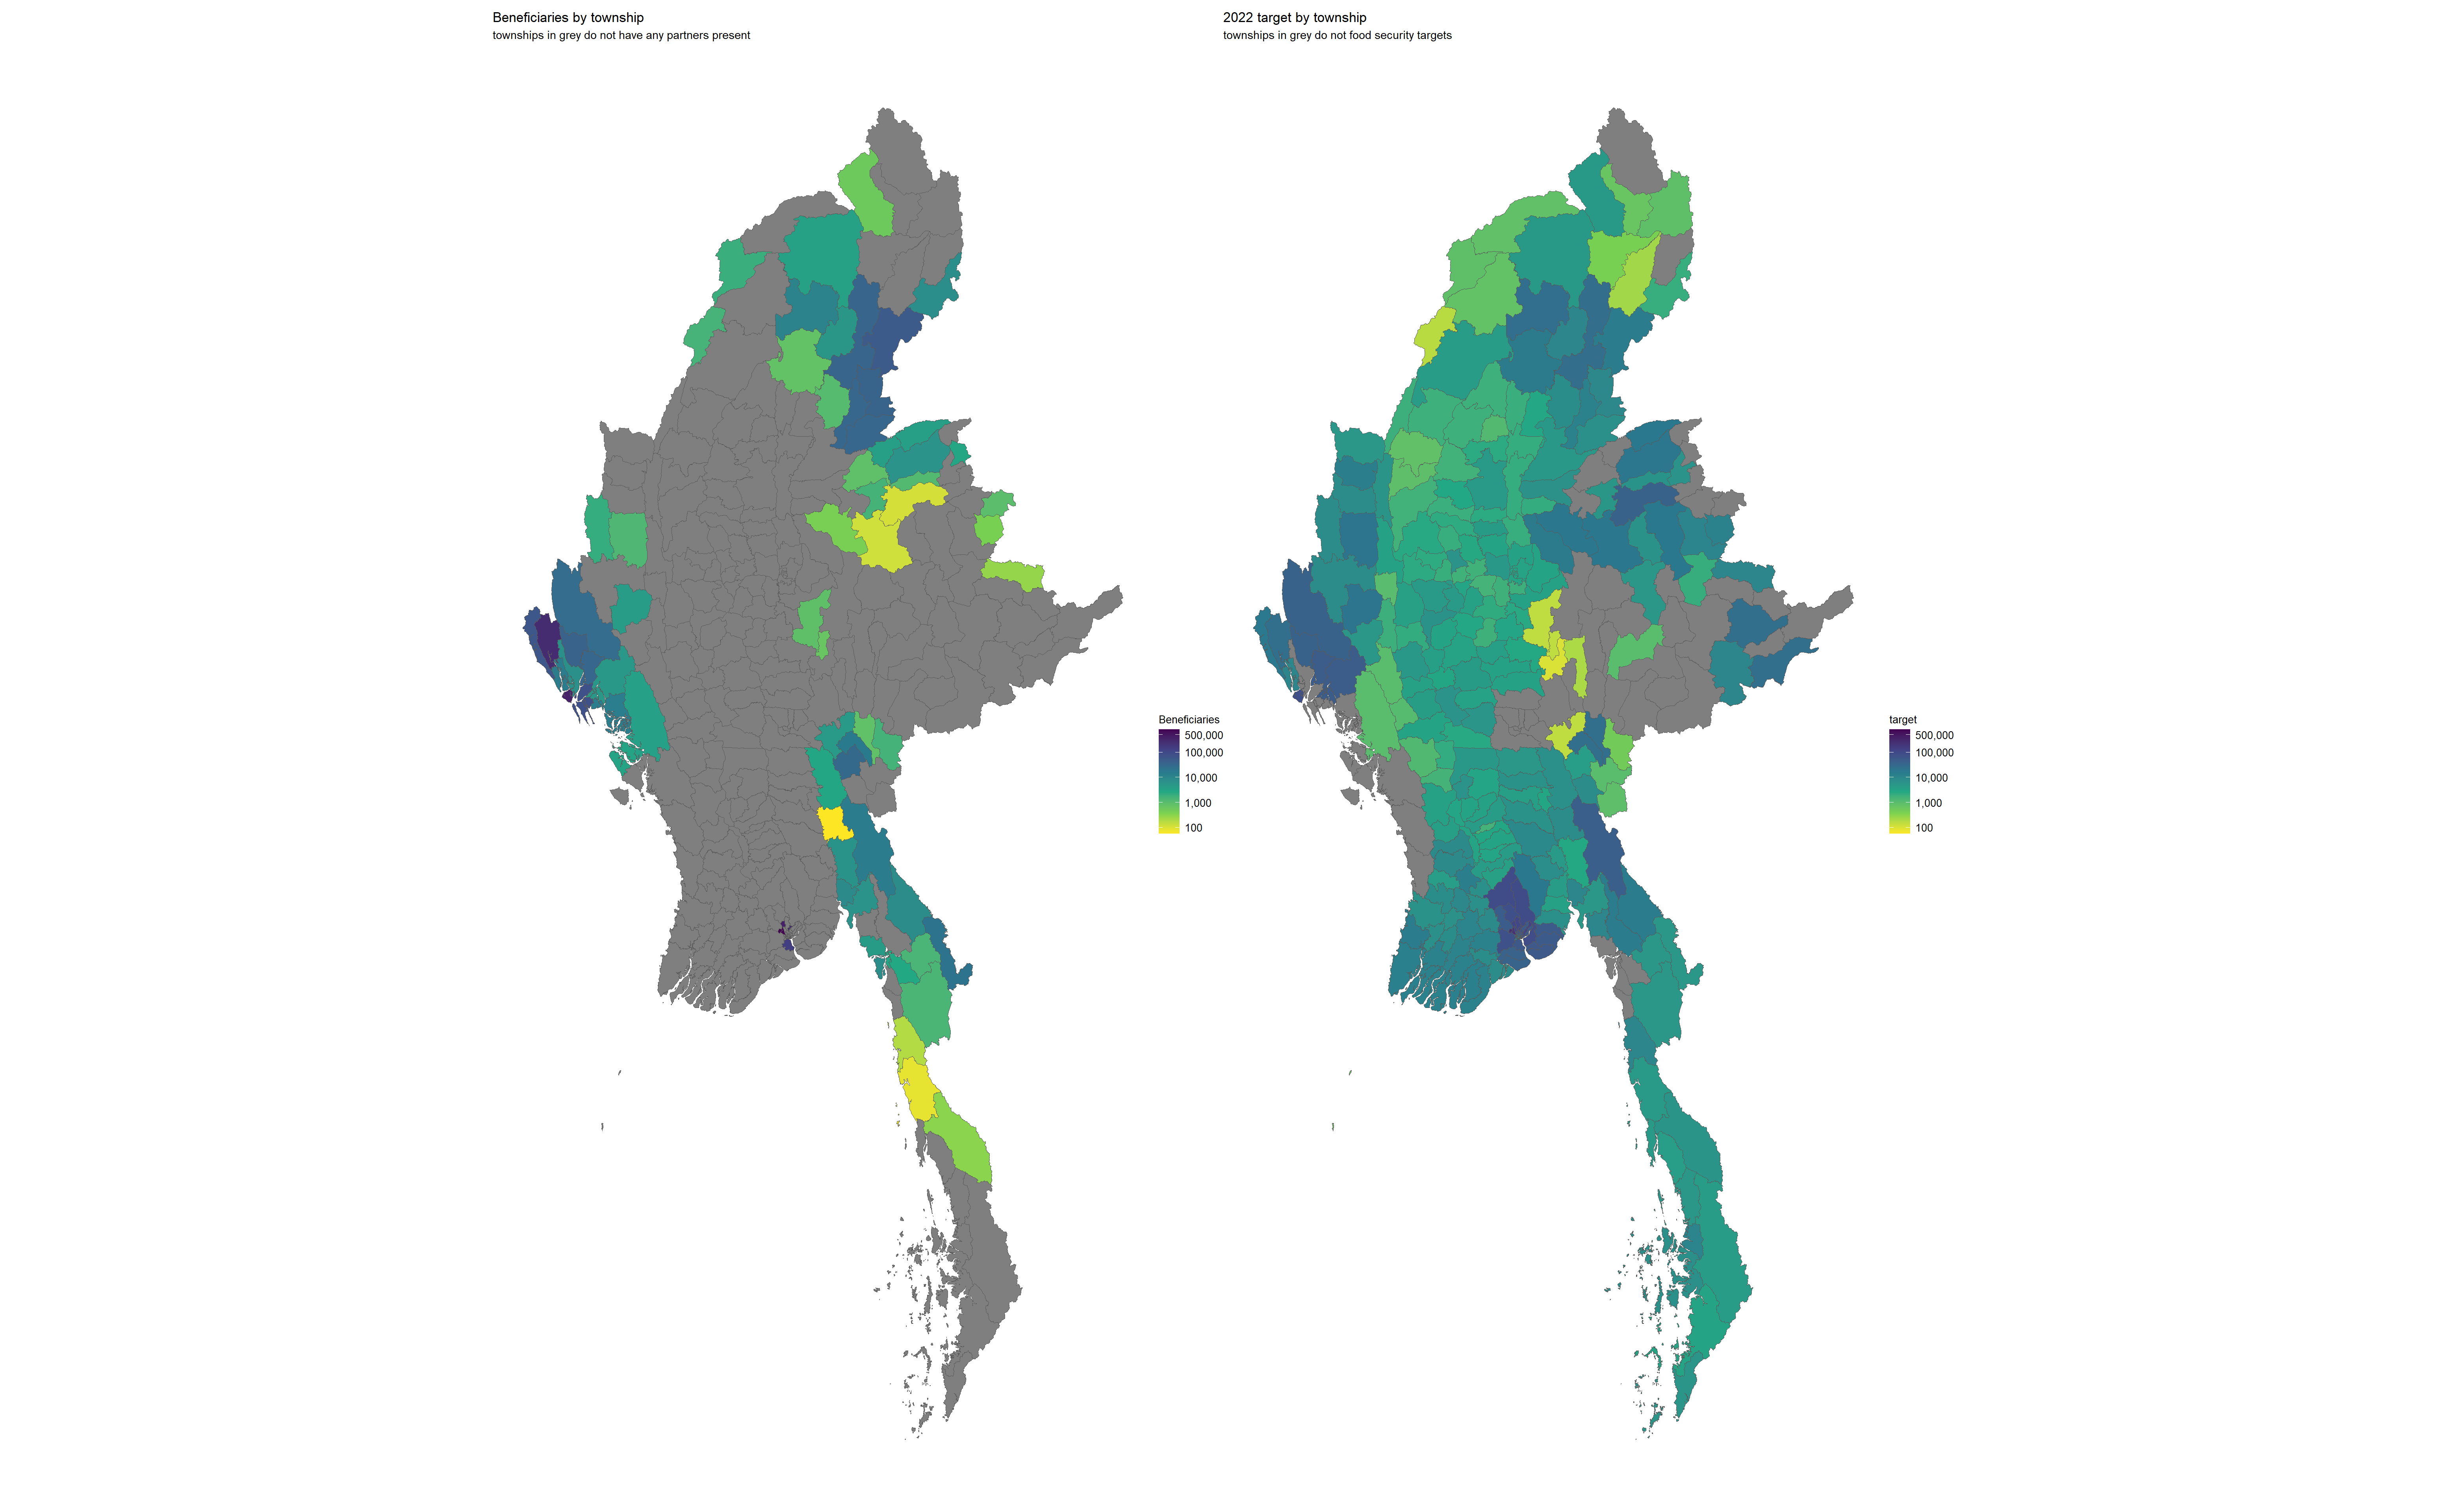 Beneficiaries by township
townships in grey do not have any partners present
Beneficiaries
500,000
100,000
10,000
1,000
100
2022 target by township
townships in grey do not food security targets
target
500,000
100,000
10,000
1,000
100